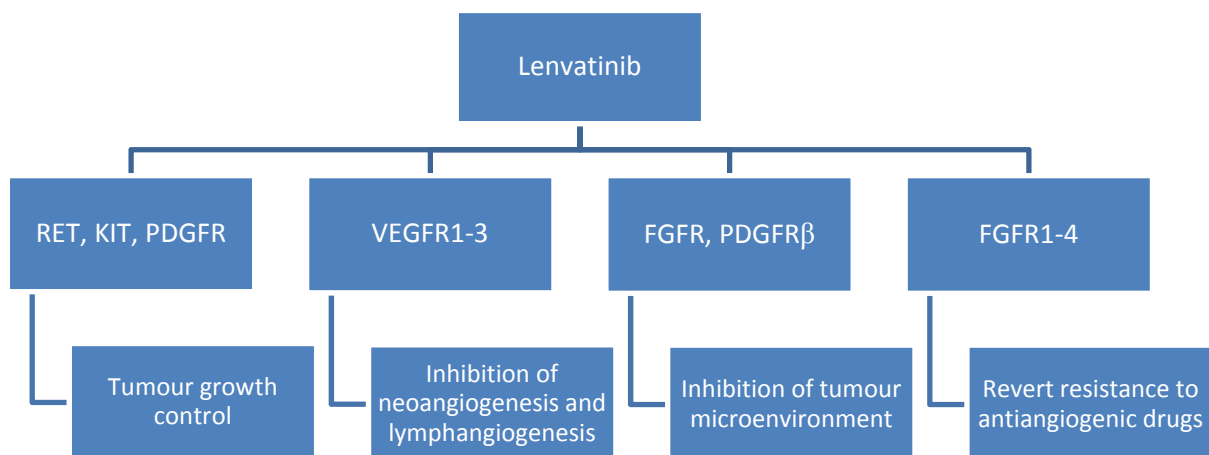 Lenvatinib
RET, KIT, PDGFR
VEGFR1-3
FGFR, PDGFRβ
FGFR1-4
Tumour growth
control
Inhibition of
neoangiogenesis and
lymphangiogenesis
Inhibition of tumour
microenvironment
Revert resistance to
antiangiogenic drugs